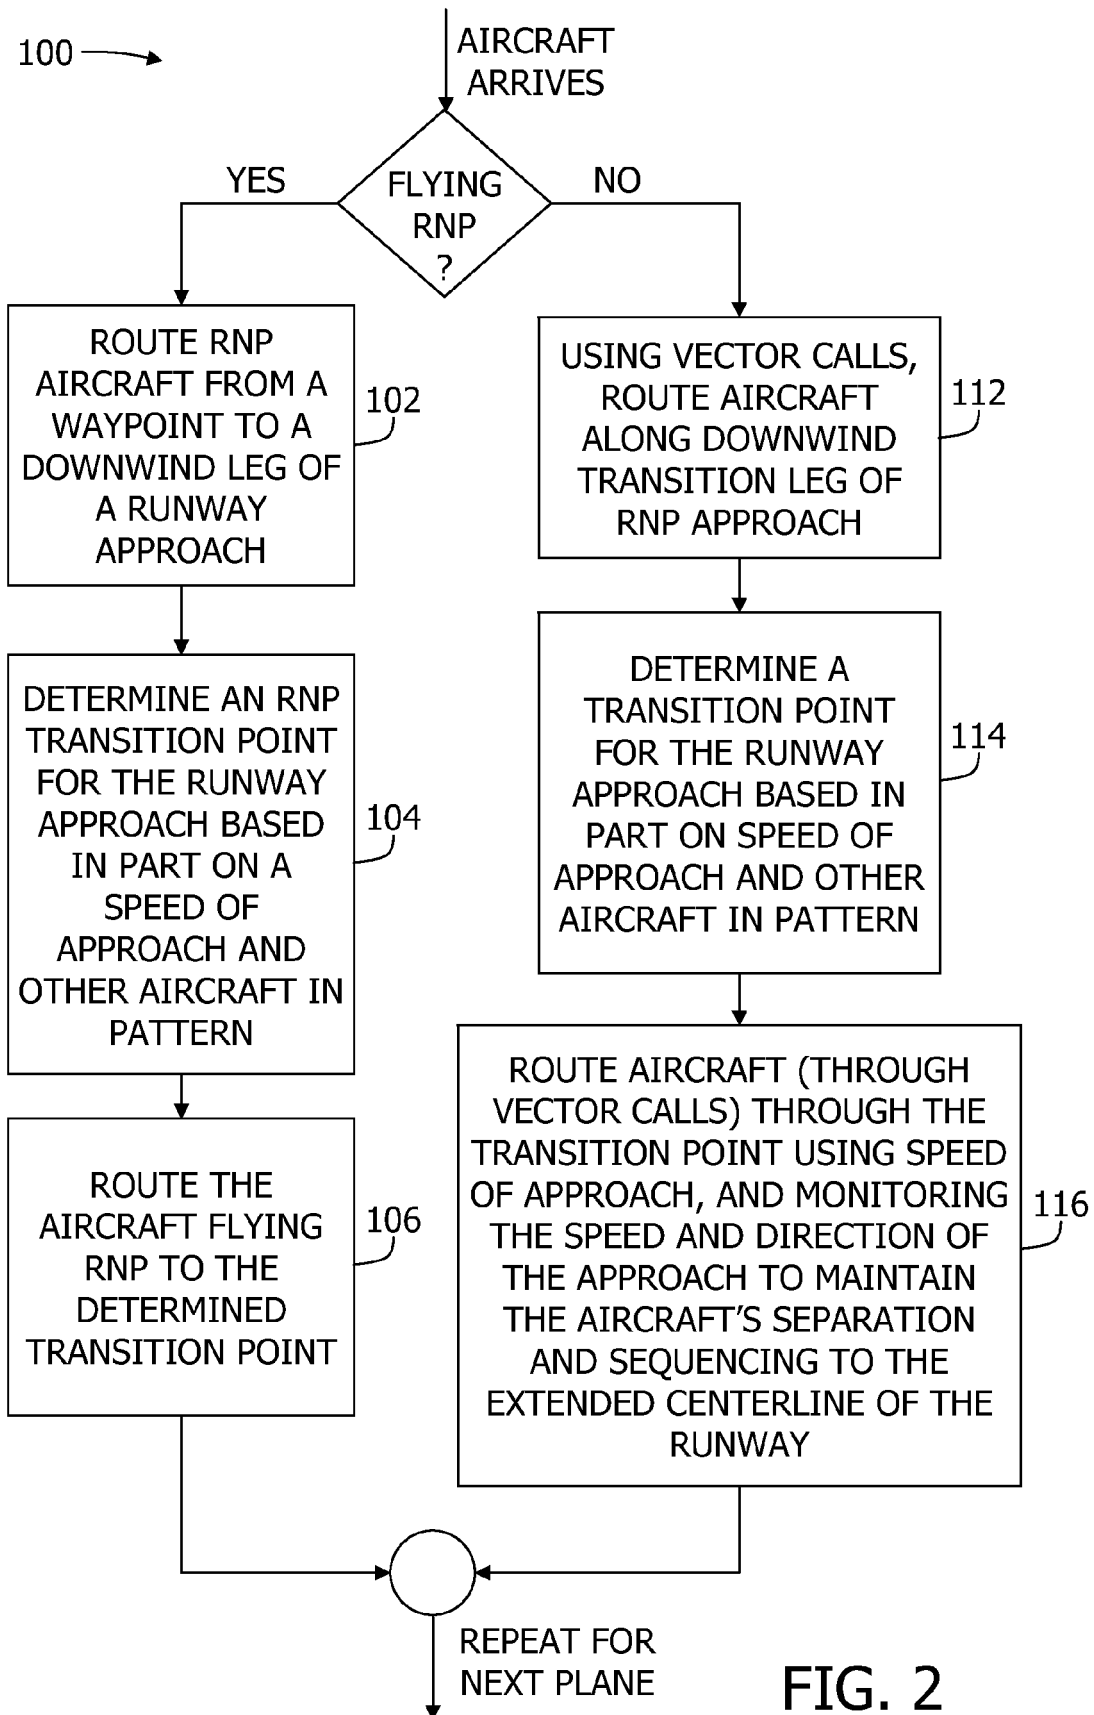 100
AIRCRAFT
ARRIVES
YES
FLYING
RNP
?
NO
ROUTE RNP
AIRCRAFT FROM A
WAYPOINT TO A
DOWNWIND LEG OF
A RUNWAY
APPROACH
102
DETERMINE AN RNP
TRANSITION POINT
FOR THE RUNWAY
APPROACH BASED
IN PART ON A
SPEED OF
APPROACH AND
OTHER AIRCRAFT IN
PATTERN
104
ROUTE THE
AIRCRAFT FLYING
RNP TO THE
DETERMINED
TRANSITION POINT
106
USING VECTOR CALLS,
ROUTE AIRCRAFT
ALONG DOWNWIND
TRANSITION LEG OF
RNP APPROACH
112
DETERMINE A
TRANSITION POINT
FOR THE RUNWAY
APPROACH BASED IN
PART ON SPEED OF
APPROACH AND OTHER
AIRCRAFT IN PATTERN
114
ROUTE AIRCRAFT (THROUGH
VECTOR CALLS) THROUGH THE
TRANSITION POINT USING SPEED
OF APPROACH, AND MONITORING
THE SPEED AND DIRECTION OF
THE APPROACH TO MAINTAIN
THE AIRCRAFT'S SEPARATION
AND SEQUENCING TO THE
EXTENDED CENTERLINE OF THE
RUNWAY
116
REPEAT FOR
NEXT PLANE
FIG. 2